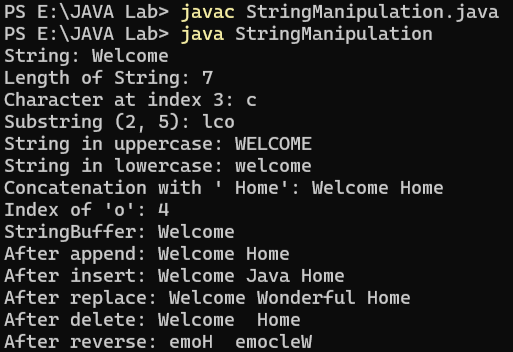 PS E:\JAVA Lab> javac StringManipulation.java
PS E:\JAVA Lab> java StringManipulation
String: Welcome
Length of String: 7
Character at index 3: c
Substring (2, 5): lco
String in uppercase: WELCOME
String in lowercase: welcome
Concatenation with ' Home': Welcome Home
Index of 'o': 4
StringBuffer: Welcome
After append: Welcome Home
After insert: Welcome Java Home
After replace: Welcome Wonderful Home
After delete: Welcome  Home
After reverse: emoH  emocleW